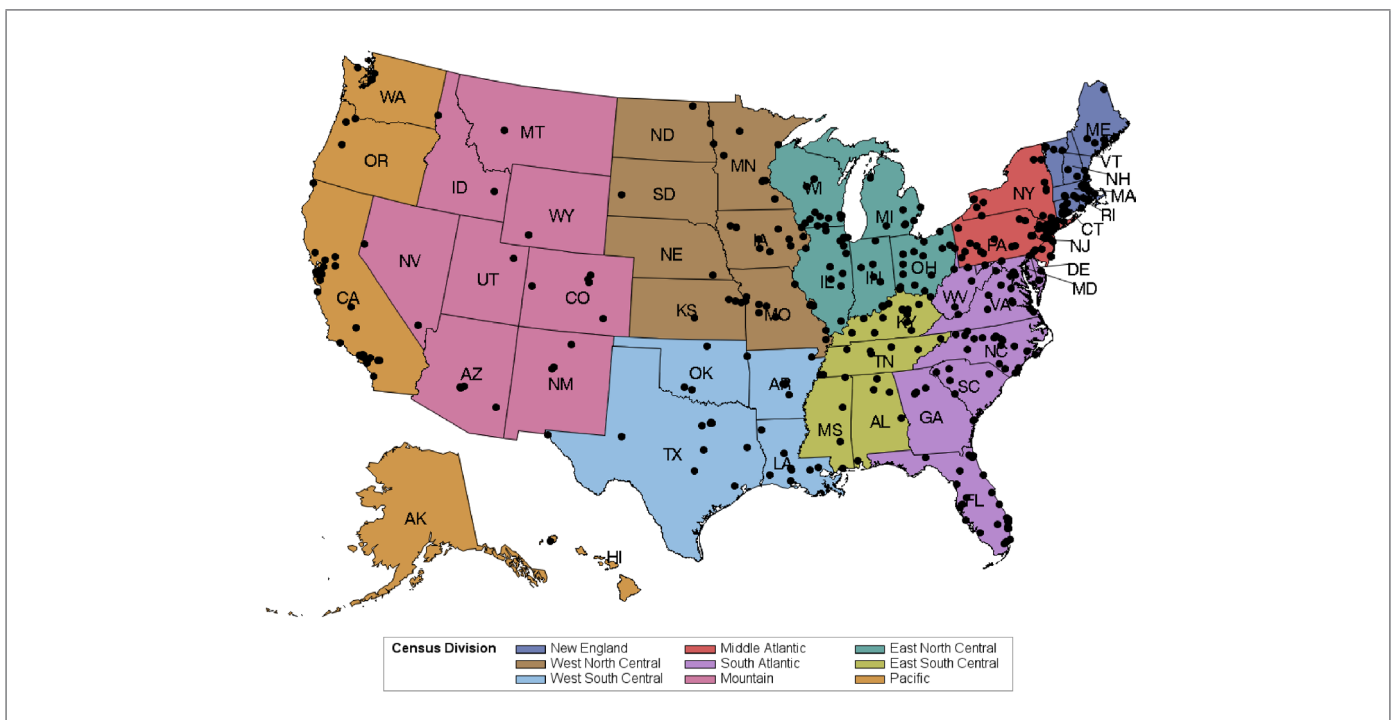 WA
MT
ND
MN
ME
OR
VT
ID
SD
WI
NH
NY
MA
WY
MI
RI
CT
IA
NE
PA
NJ
NV
UT
OH
DE
IL
IN
MD
CA
CO
WV
VA
KS
MO
KY
NC
TN
AZ
OK
AR
NM
SC
GA
MS
AL
TX
LA
FL
AK
HI
Census Division
New England
Middle Atlantic
East North Central
West North Central
South Atlantic
East South Central
West South Central
Mountain
Pacific